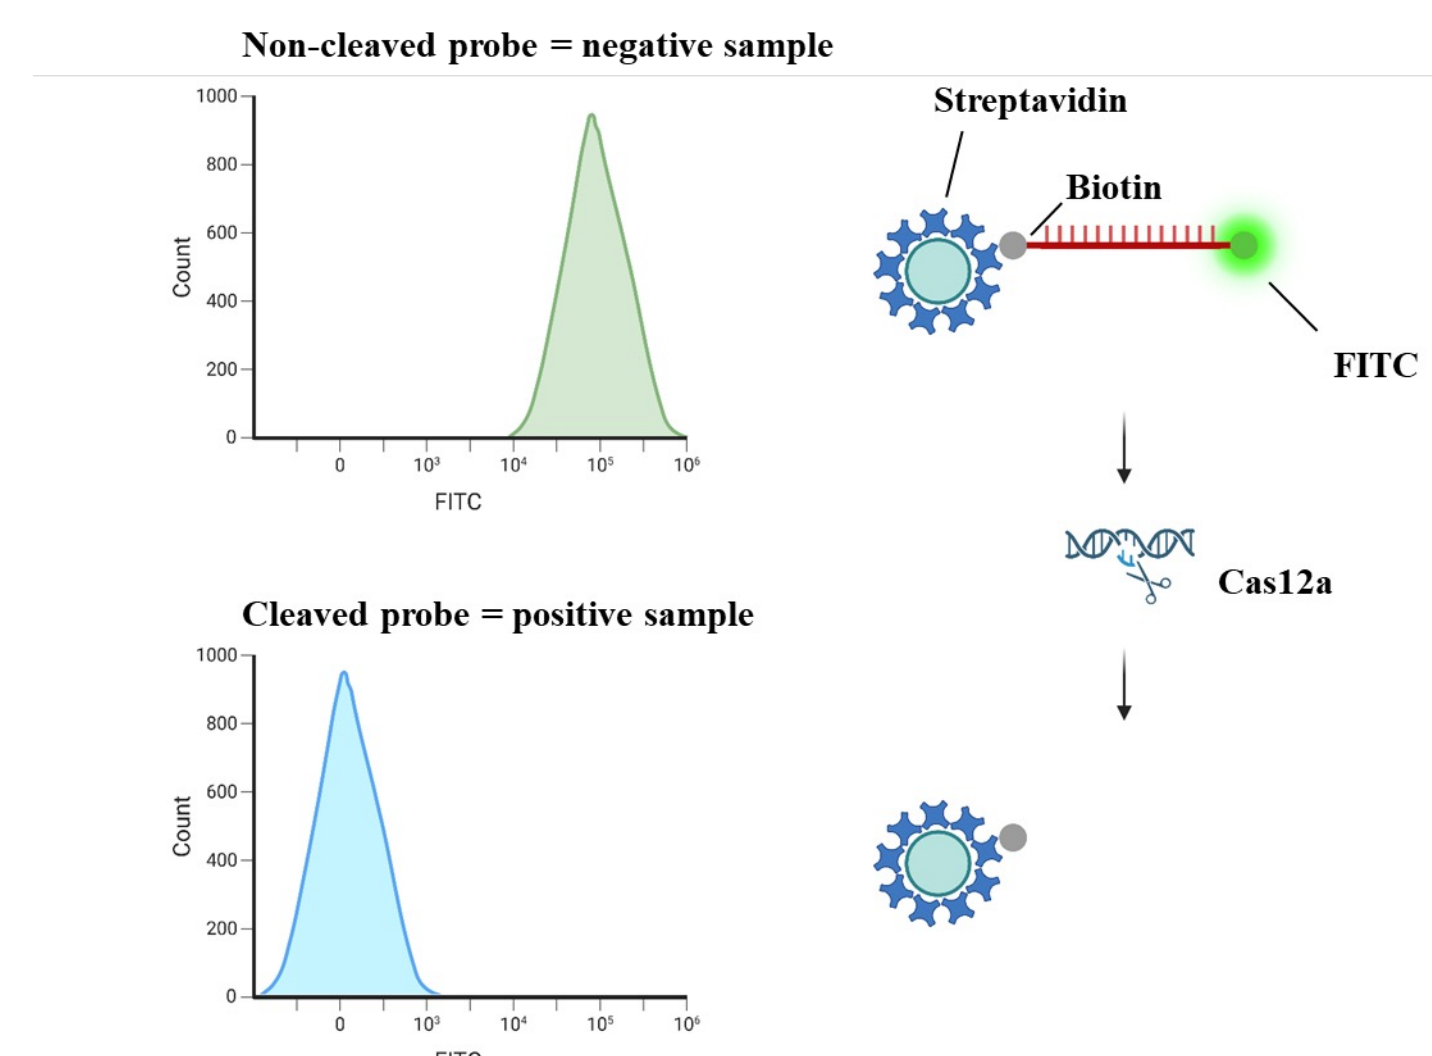 Non-cleaved probe = negative sample
1000
800
600
400
200
0
Count
0 10³ 10⁴ 10⁵ 10⁶
FITC
Streptavidin
Biotin
FITC
Cas12a
Cleaved probe = positive sample
1000
800
600
400
200
0
Count
0 10³ 10⁴ 10⁵ 10⁶
FITC